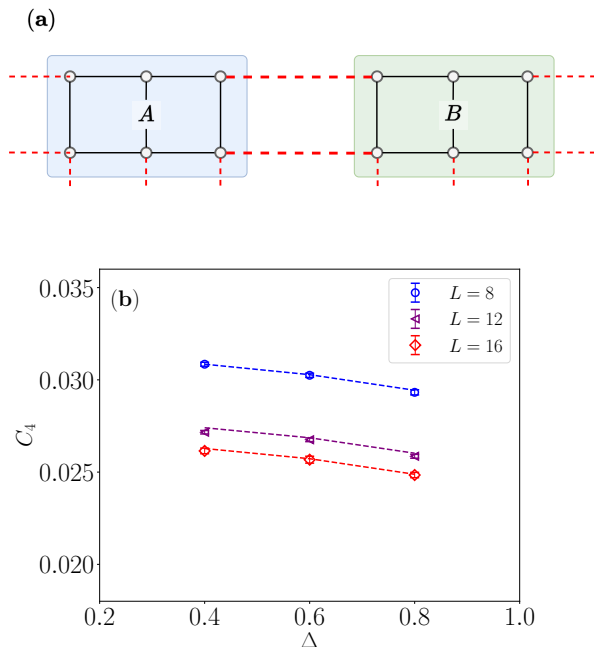 (a)
A
B
(b)
L = 8
L = 12
L = 16
0.035
0.030
0.025
0.020
C₄
0.2 0.4 0.6 0.8 1.0
Δ